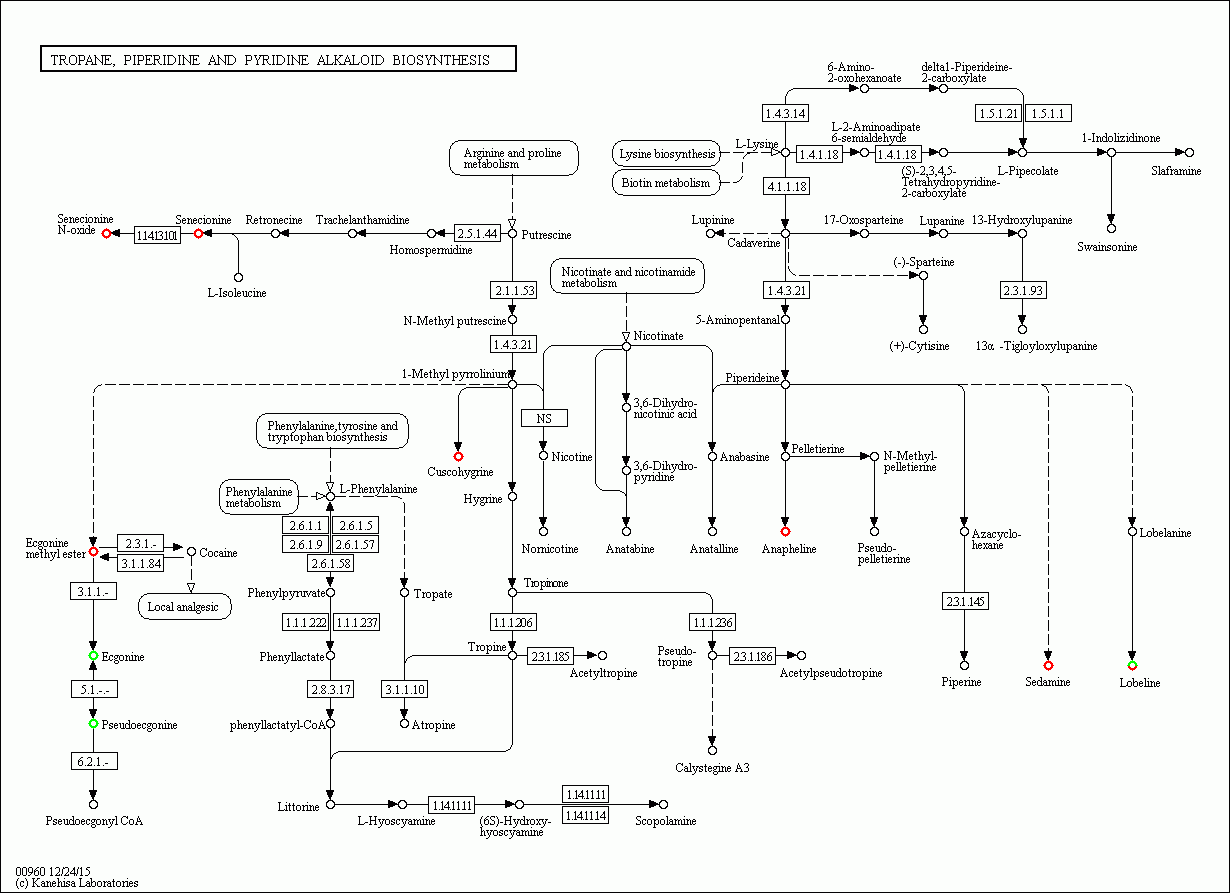 TROPANE, PIPERIDINE AND PYRIDINE ALKALOID BIOSYNTHESIS
6-Amino-
2-oxohexanoate
delta1-Piperideine-
2-carboxylate
1.4.3.14
1.5.1.21
1.5.1.1
L-2-Aminoadipate
6-semialdehyde
1-Indolizidinone
Arginine and proline
metabolism
Lysine biosynthesis
L-Lysine
1.4.1.18
1.4.1.18
L-Pipecolate
Slaframine
(S)-2,3,4,5-
Tetrahydropyridine-
2-carboxylate
Biotin metabolism
4.1.1.18
Senecionine
N-oxide
Senecionine
Retronecine
Trachelanthamidine
Lupinine
17-Oxosparteine
Lupanine
13-Hydroxylupanine
1.14.13.101
2.5.1.44
Putrescine
Homospermidine
Cadaverine
Swainsonine
L-Isoleucine
(-)-Sparteine
Nicotinate and nicotinamide
metabolism
2.1.1.53
1.4.3.21
2.3.1.93
N-Methyl putrescine
5-Aminopentanal
1.4.3.21
Nicotinate
(+)-Cytisine
13α -Tigloyloxylupanine
1-Methyl pyrrolinium
Piperideine
3,6-Dihydro-
nicotinic acid
NS
Phenylalanine,tyrosine and
tryptophan biosynthesis
Cuscohygrine
Nicotine
3,6-Dihydro-
pyridine
Anabasine
Pelletierine
N-Methyl-
pelletierine
Phenylalanine
metabolism
L-Phenylalanine
Hygrine
2.6.1.1
2.6.1.5
2.6.1.9
2.6.1.57
2.6.1.58
Nornicotine
Anatabine
Anatalline
Anapheline
Pseudo-
pelletierine
Azacyclo-
hexane
Lobelanine
Ecgonine
methyl ester
2.3.1.-
3.1.1.84
Cocaine
3.1.1.-
Local analgesic
Phenylpyruvate
Tropate
Tropinone
2.3.1.145
1.1.1.222
1.1.1.237
1.1.1.206
1.1.1.236
Ecgonine
Phenyllactate
Tropine
2.3.1.185
Acetyltropine
Pseudo-
tropine
2.3.1.186
Acetylpseudotropine
Piperine
Sedamine
Lobeline
5.1.-.-
2.8.3.17
3.1.1.10
Pseudoecgonine
phenyllactatyl-CoA
Atropine
6.2.1.-
Calystegine A3
Pseudoecgonyl CoA
Littorine
L-Hyoscyamine
1.14.11.11
(6S)-Hydroxy-
hyoscyamine
1.14.11.11
1.14.11.14
Scopolamine
00960 12/24/15
(c) Kanehisa Laboratories